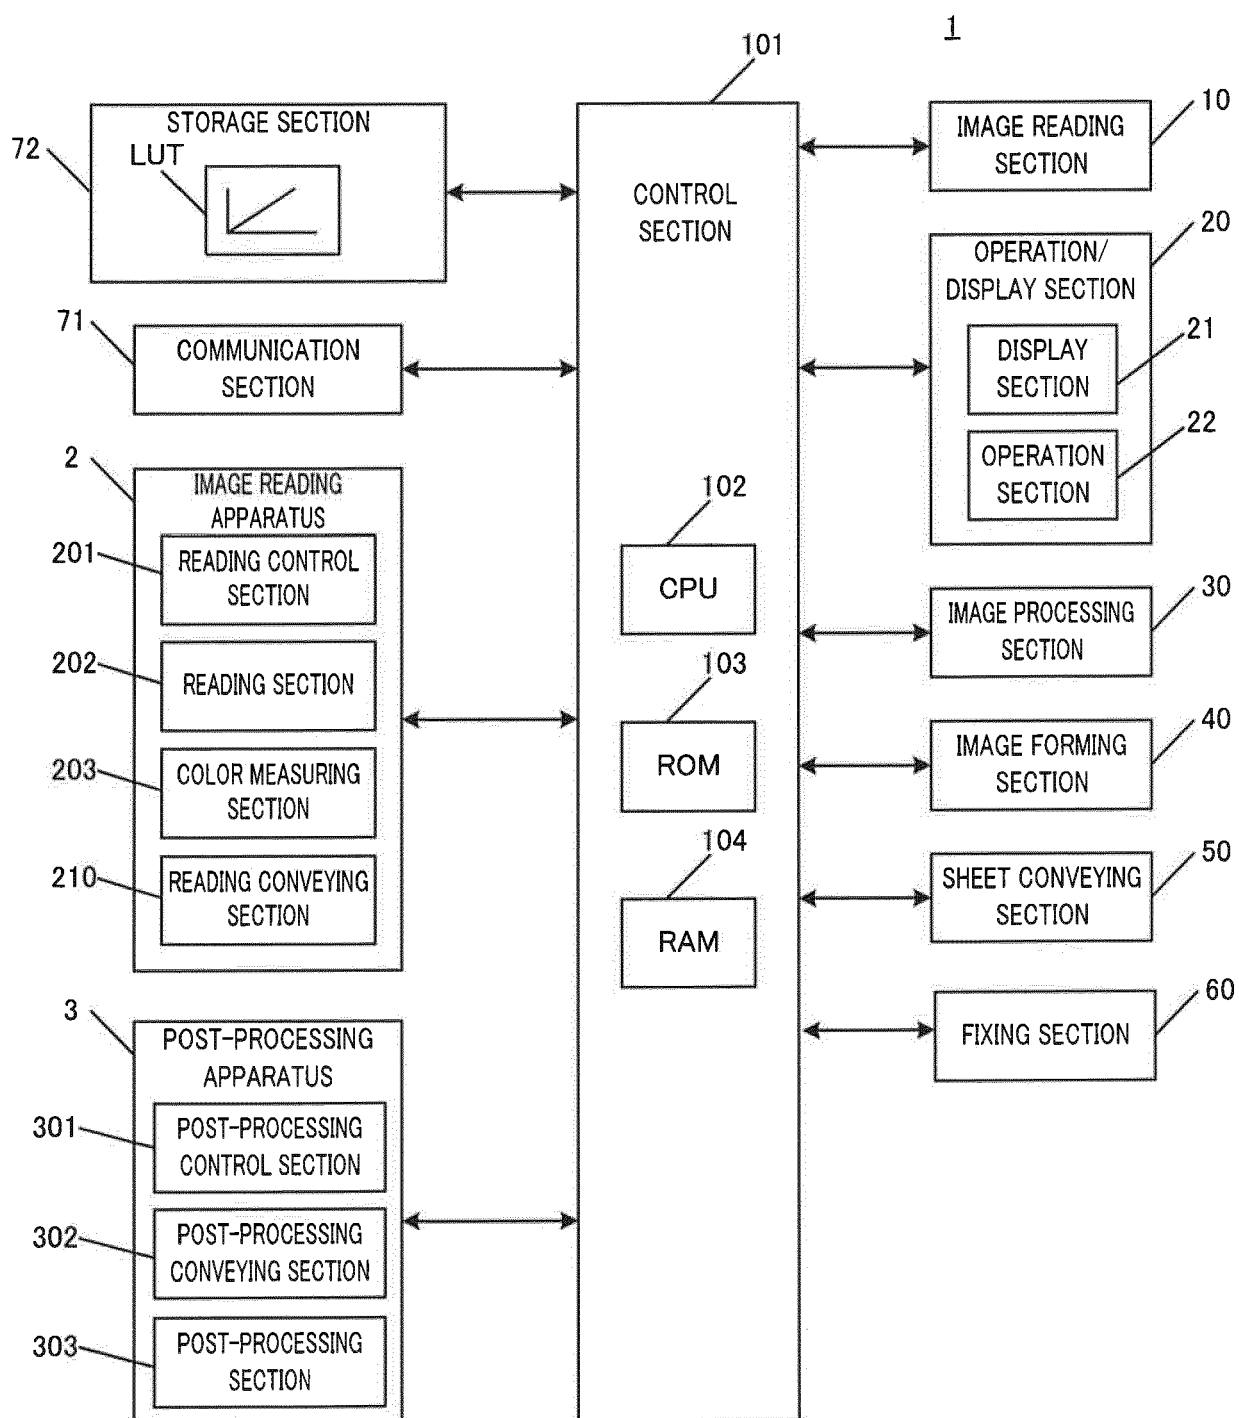 1
101
STORAGE SECTION
72
LUT
CONTROL
SECTION
10
IMAGE READING
SECTION
20
OPERATION/
DISPLAY SECTION
21
DISPLAY
SECTION
22
OPERATION
SECTION
71
COMMUNICATION
SECTION
2
IMAGE READING
APPARATUS
201
READING CONTROL
SECTION
202
READING SECTION
203
COLOR MEASURING
SECTION
210
READING CONVEYING
SECTION
102
CPU
103
ROM
104
RAM
30
IMAGE PROCESSING
SECTION
40
IMAGE FORMING
SECTION
50
SHEET CONVEYING
SECTION
60
FIXING SECTION
3
POST-PROCESSING
APPARATUS
301
POST-PROCESSING
CONTROL SECTION
302
POST-PROCESSING
CONVEYING SECTION
303
POST-PROCESSING
SECTION